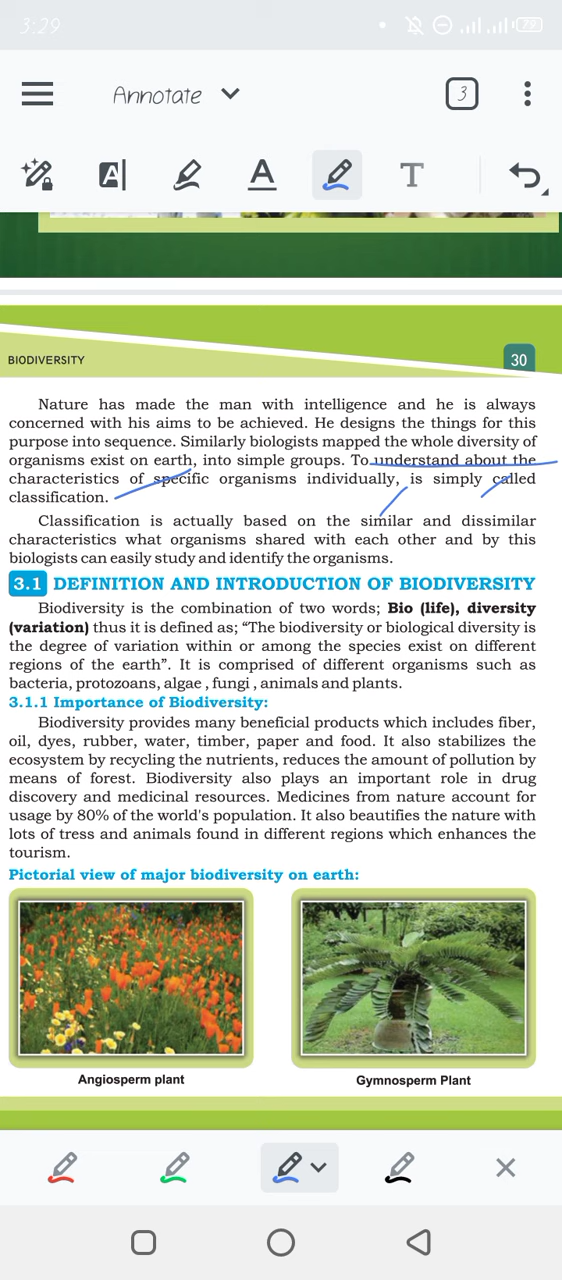 3:29
79
Annotate
3
A
A
T
BIODIVERSITY
30
Nature has made the man with intelligence and he is always
concerned with his aims to be achieved. He designs the things for this
purpose into sequence. Similarly biologists mapped the whole diversity of
organisms exist on earth, into simple groups. To understand about the
characteristics of specific organisms individually, is simply called
classification.
Classification is actually based on the similar and dissimilar
characteristics what organisms shared with each other and by this
biologists can easily study and identify the organisms.
3.1 DEFINITION AND INTRODUCTION OF BIODIVERSITY
Biodiversity is the combination of two words; Bio (life), diversity
(variation) thus it is defined as; “The biodiversity or biological diversity is
the degree of variation within or among the species exist on different
regions of the earth”. It is comprised of different organisms such as
bacteria, protozoans, algae , fungi , animals and plants.
3.1.1 Importance of Biodiversity:
Biodiversity provides many beneficial products which includes fiber,
oil, dyes, rubber, water, timber, paper and food. It also stabilizes the
ecosystem by recycling the nutrients, reduces the amount of pollution by
means of forest. Biodiversity also plays an important role in drug
discovery and medicinal resources. Medicines from nature account for
usage by 80% of the world's population. It also beautifies the nature with
lots of tress and animals found in different regions which enhances the
tourism.
Pictorial view of major biodiversity on earth:
Angiosperm plant
Gymnosperm Plant